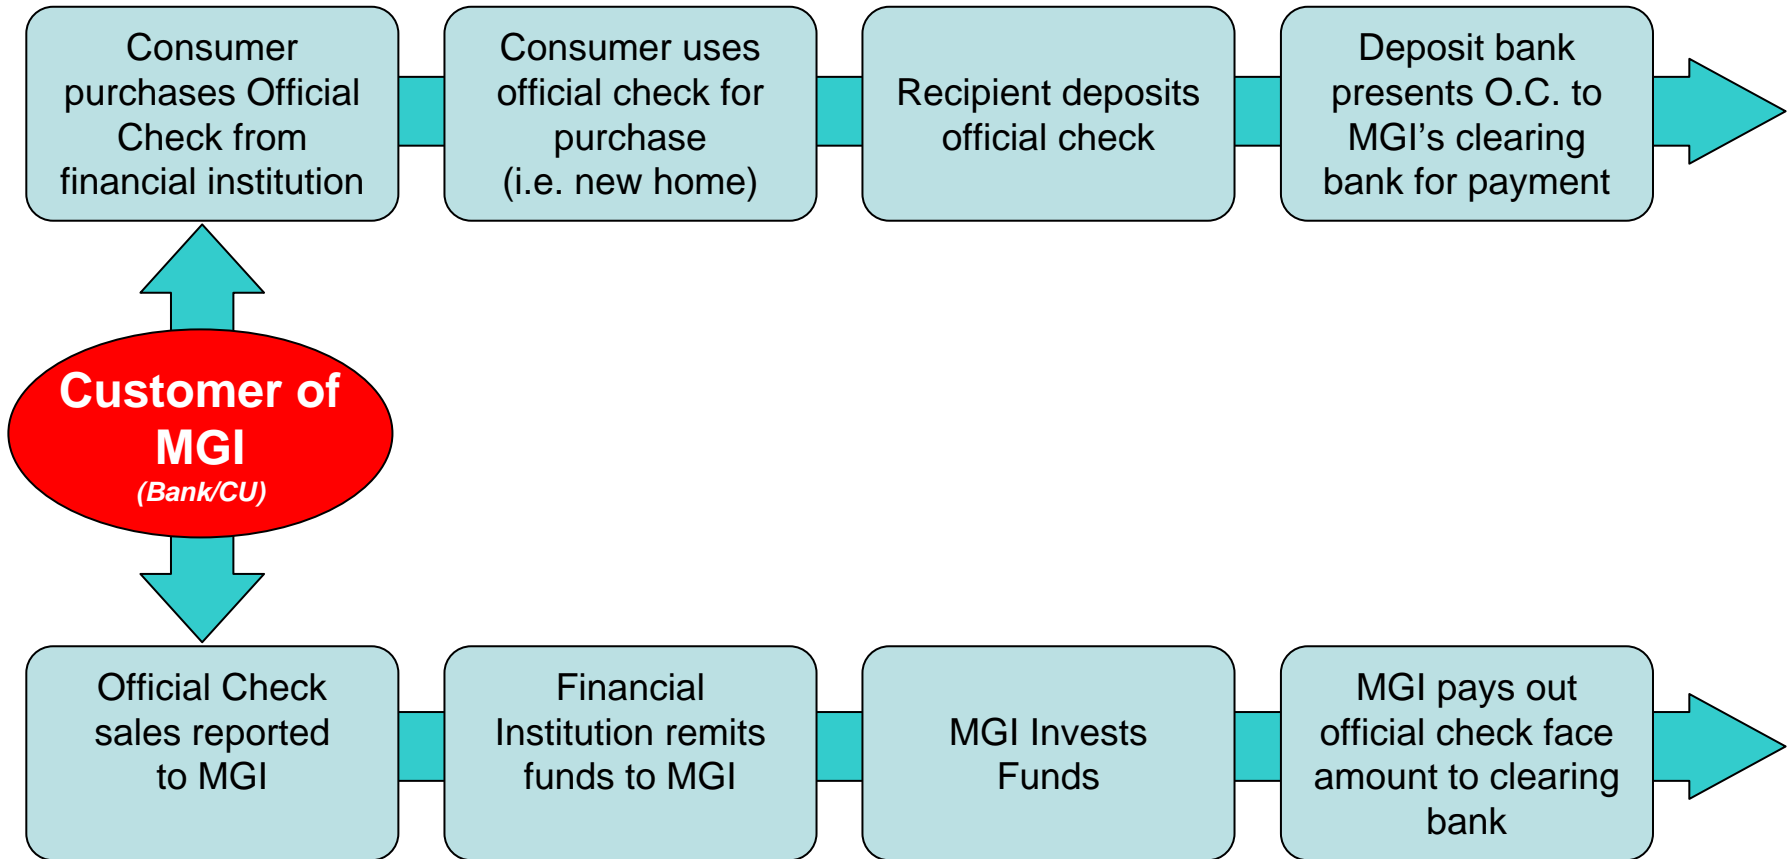 Consumer
purchases Official
Check from
financial institution
Consumer uses
official check for
purchase
(i.e. new home)
Recipient deposits
official check
Deposit bank
presents O.C. to
MGI's clearing
bank for payment
Customer of
MGI
(Bank/CU)
Official Check
sales reported
to MGI
Financial
Institution remits
funds to MGI
MGI Invests
Funds
MGI pays out
official check face
amount to clearing
bank